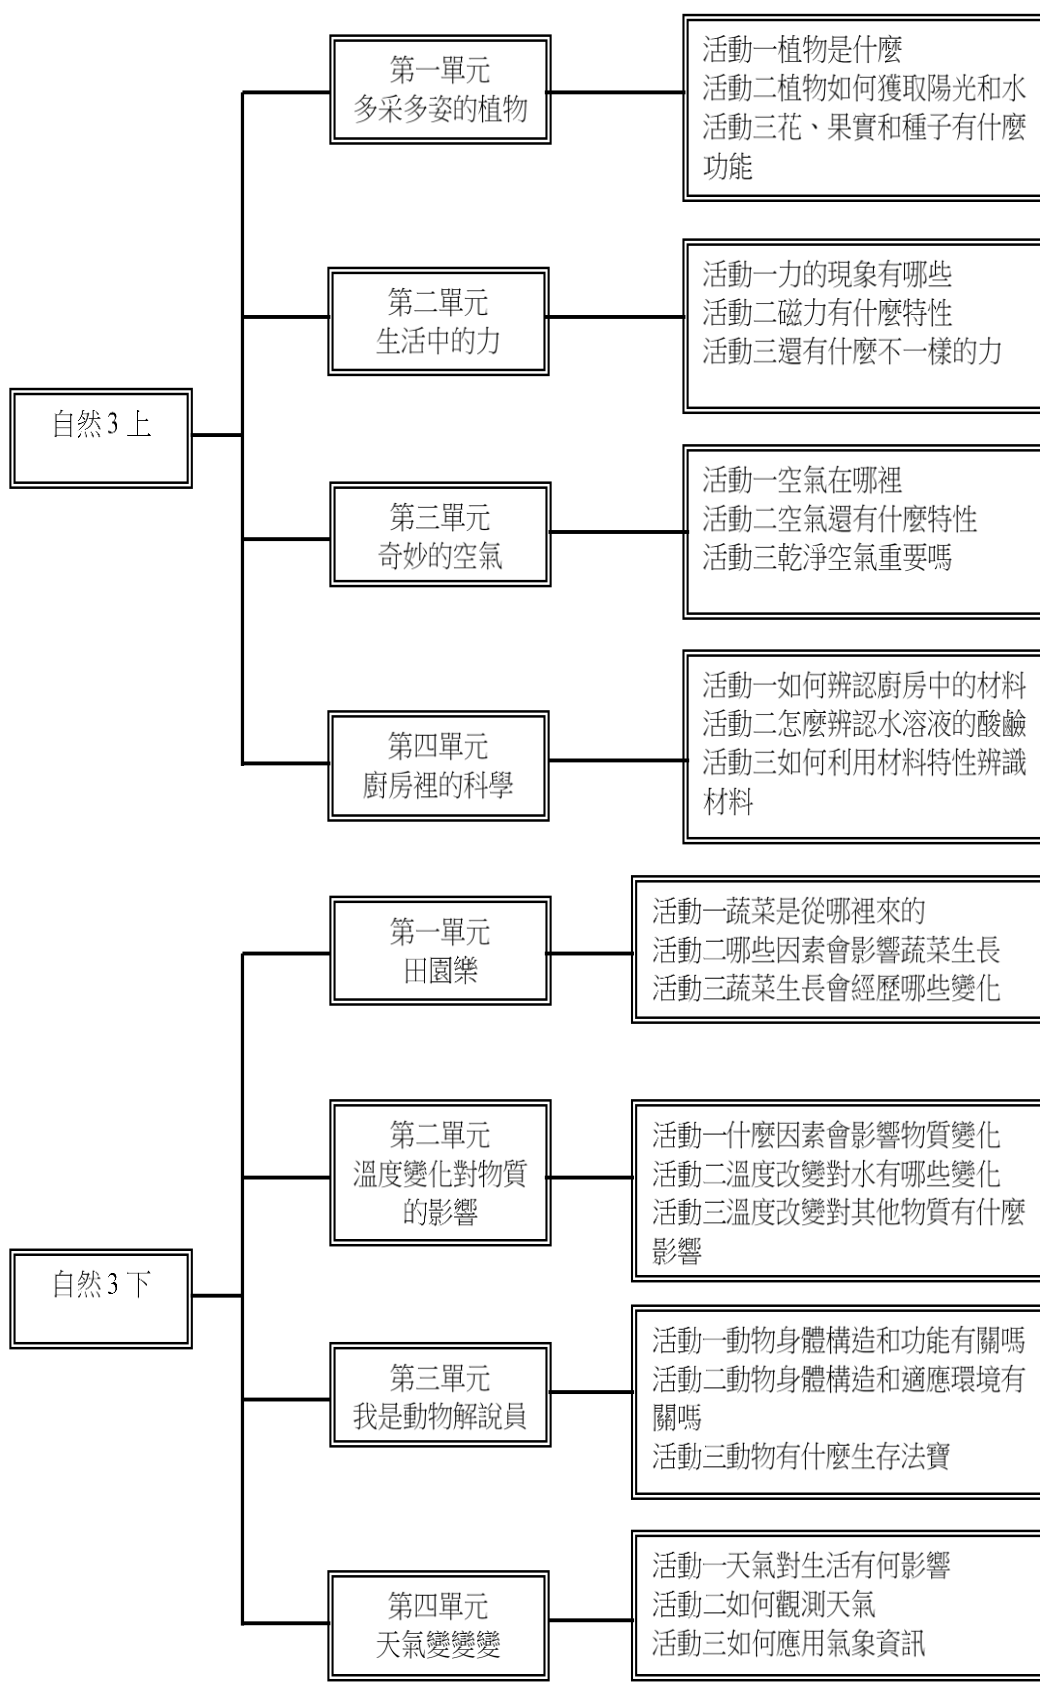 自然 3 上
第一單元
多采多姿的植物
活動一植物是什麼
活動二植物如何獲取陽光和水
活動三花、果實和種子有什麼
功能
第二單元
生活中的力
活動一力的現象有哪些
活動二磁力有什麼特性
活動三還有什麼不一樣的力
第三單元
奇妙的空氣
活動一空氣在哪裡
活動二空氣還有什麼特性
活動三乾淨空氣重要嗎
第四單元
廚房裡的科學
活動一如何辨認廚房中的材料
活動二怎麼辨認水溶液的酸鹼
活動三如何利用材料特性辨識
材料
自然 3 下
第一單元
田園樂
活動一蔬菜是從哪裡來的
活動二哪些因素會影響蔬菜生長
活動三蔬菜生長會經歷哪些變化
第二單元
溫度變化對物質
的影響
活動一什麼因素會影響物質變化
活動二溫度改變對水有哪些變化
活動三溫度改變對其他物質有什麼
影響
第三單元
我是動物解說員
活動一動物身體構造和功能有關嗎
活動二動物身體構造和適應環境有
關嗎
活動三動物有什麼生存法寶
第四單元
天氣變變變
活動一天氣對生活有何影響
活動二如何觀測天氣
活動三如何應用氣象資訊